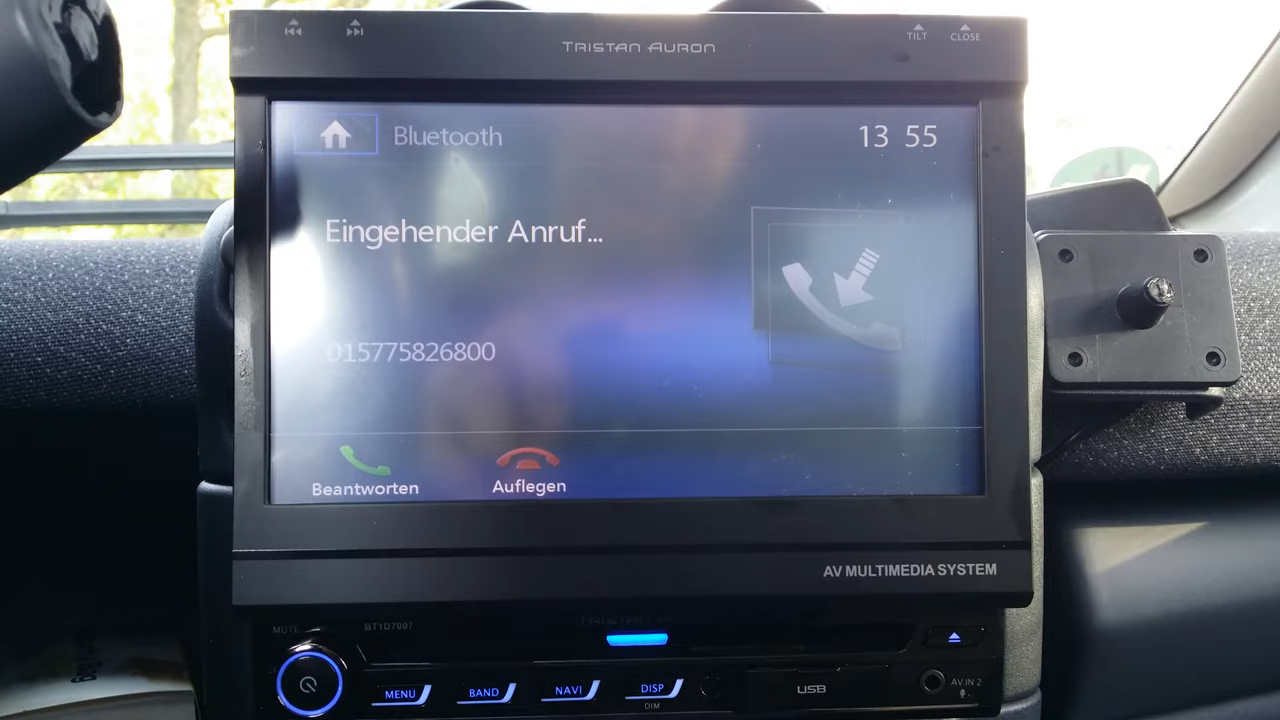 TRISTAN AURON
TILT
CLOSE
Bluetooth
13 55
Eingehender Anruf...
015775826800
Beantworten
Auflegen
AV MULTIMEDIA SYSTEM
MUTE
BT1D7007
MENU
BAND
NAVI
DISP
DIM
USB
AV IN 2